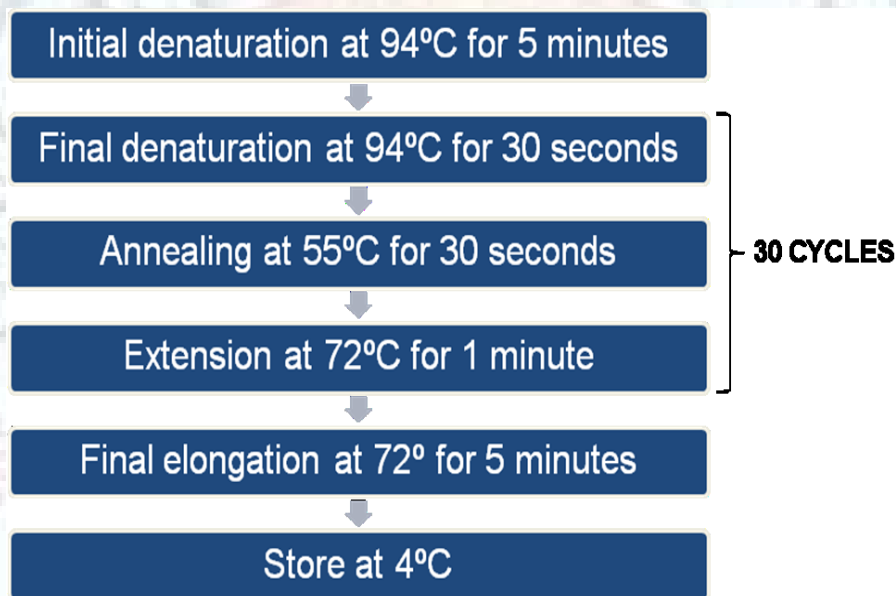 Initial denaturation at 94ºC for 5 minutes
Final denaturation at 94ºC for 30 seconds
Annealing at 55ºC for 30 seconds
30 CYCLES
Extension at 72ºC for 1 minute
Final elongation at 72º for 5 minutes
Store at 4ºC